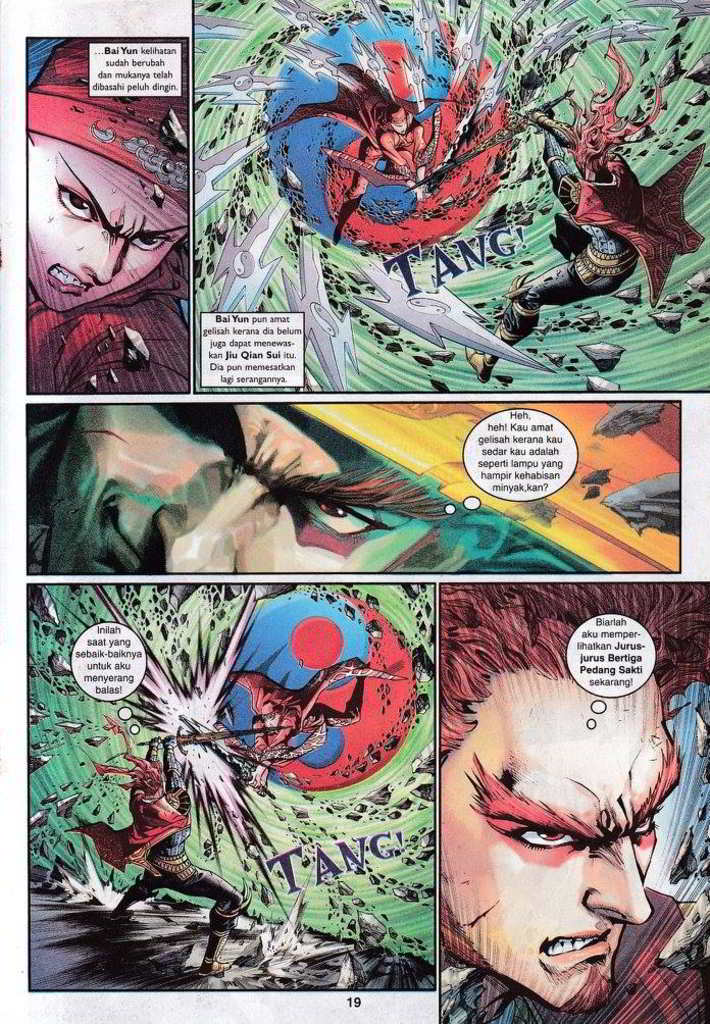 ...Bai Yun kelihatan
sudah berubah
dan mukanya telah
dibasahi peluh dingin.
TANG!
Bai Yun pun amat
gelisah kerana dia belum
juga dapat menewas-
kan Jiu Qian Sui itu.
Dia pun memesatkan
lagi serangannya.
Heh,
heh! Kau amat
gelisah kerana kau
sedar kau adalah
seperti lampu yang
hampir kehabisan
minyak,kan?
Inilah
saat yang
sebaik-baiknya
untuk aku
menyerang
balas!
TANG!
Biarlah
aku memper-
lihatkan Jurus-
jurus Bertiga
Pedang Sakti
sekarang!
19